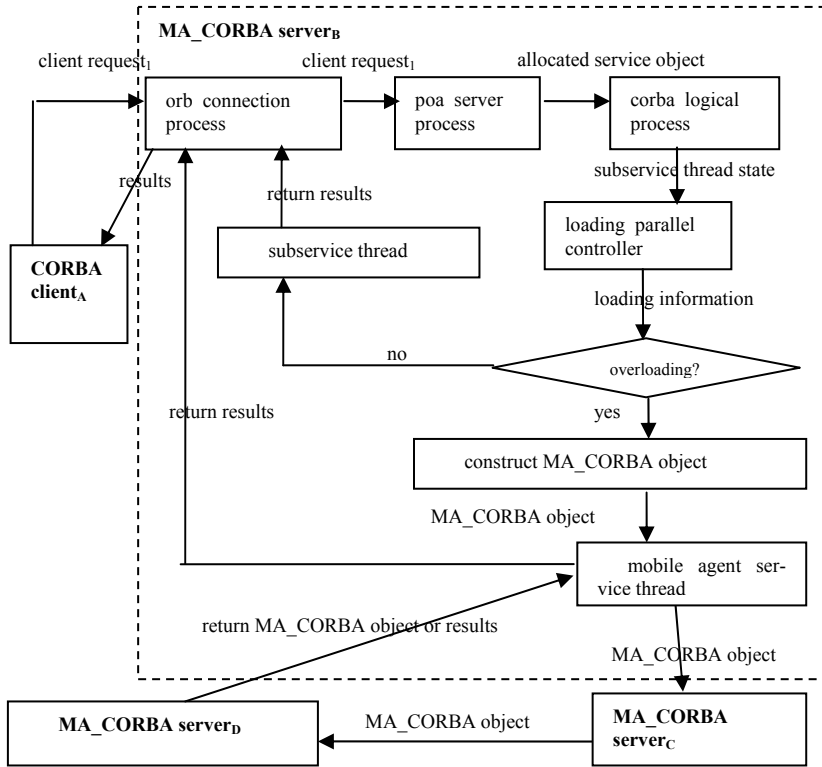 MA_CORBA serverB
client request1
client request1
allocated service object
orb connection
process
poa server
process
corba logical
process
results
return results
subservice thread state
subservice thread
loading parallel
controller
CORBA
clientA
loading information
no
overloading?
return results
yes
construct MA_CORBA object
MA_CORBA object
mobile agent ser-
vice thread
return MA_CORBA object or results
MA_CORBA object
MA_CORBA serverD
MA_CORBA object
MA_CORBA
serverC